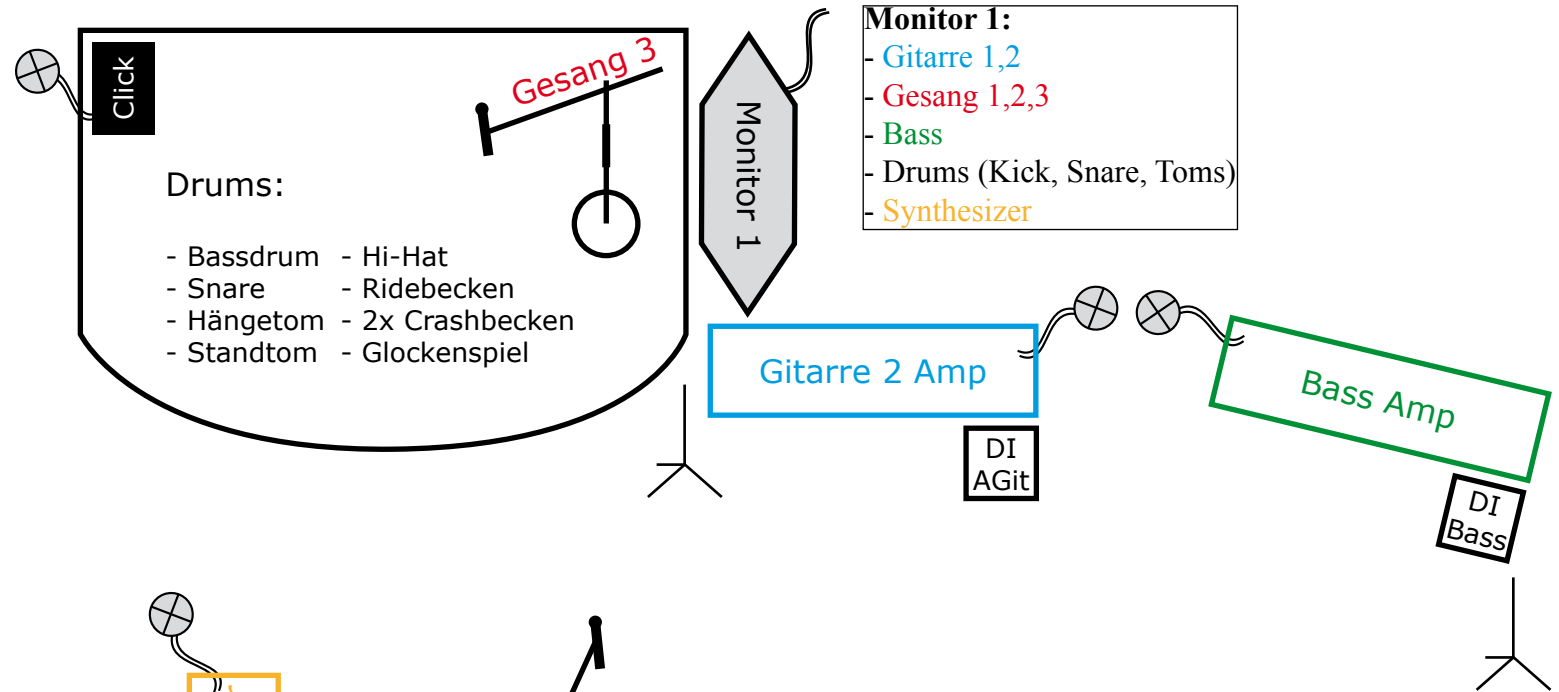 Click
Gesang 3
Monitor 1
Monitor 1:
- Gitarre 1,2
- Gesang 1,2,3
- Bass
- Drums (Kick, Snare, Toms)
- Synthesizer
Drums:
- Bassdrum - Hi-Hat
- Snare - Ridebecken
- Hängetom - 2x Crashbecken
- Standtom - Glockenspiel
Gitarre 2 Amp
DI
AGit
Bass Amp
DI
Bass